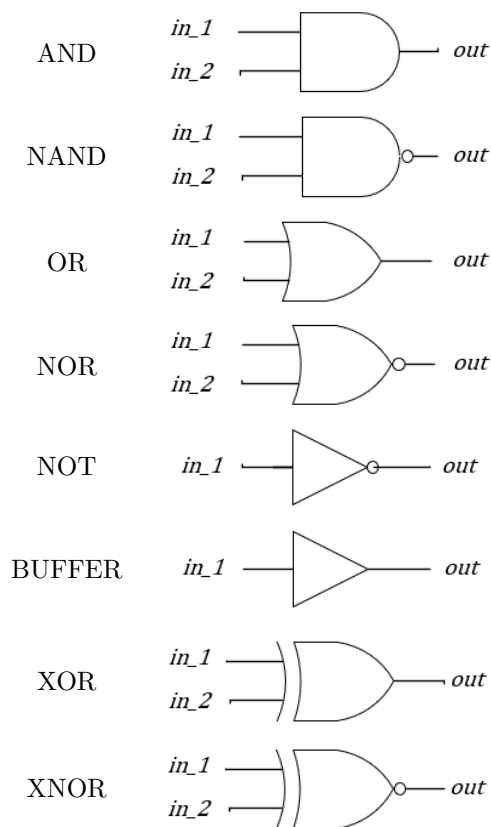 in_1
AND out
in_2
in_1
NAND out
in_2
in_1
OR out
in_2
in_1
NOR out
in_2
NOT in_1 out
BUFFER in_1 out
in_1
XOR out
in_2
in_1
XNOR out
in_2